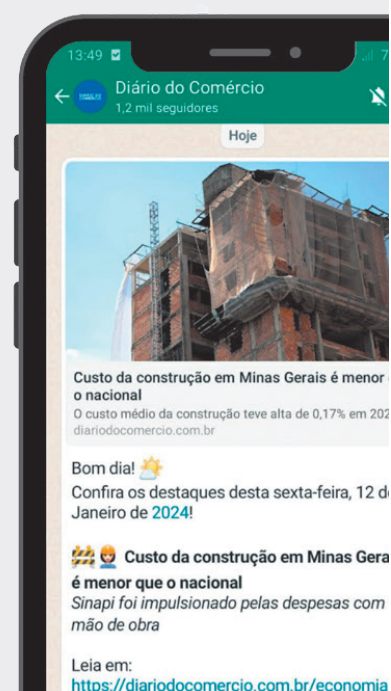 13:49
Diário do Comércio
1,2 mil seguidores
Hoje
Custo da construção em Minas Gerais é menor
o nacional
O custo médio da construção teve alta de 0,17% em 202
diariodocomercio.com.br
Bom dia!
Confira os destaques desta sexta-feira, 12 d
Janeiro de 2024!
Custo da construção em Minas Gera
é menor que o nacional
Sinapi foi impulsionado pelas despesas com
mão de obra
Leia em:
https://diariodocomercio.com.br/economia